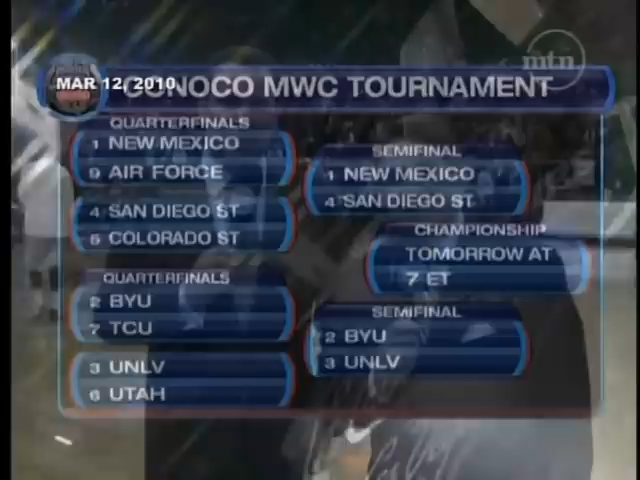 mtn
MAR 12, 2010
CONOCO MWC TOURNAMENT
QUARTERFINALS
1 NEW MEXICO
9 AIR FORCE
4 SAN DIEGO ST
5 COLORADO ST
QUARTERFINALS
2 BYU
7 TCU
3 UNLV
6 UTAH
SEMIFINAL
1 NEW MEXICO
4 SAN DIEGO ST
CHAMPIONSHIP
TOMORROW AT
7 ET
SEMIFINAL
2 BYU
3 UNLV